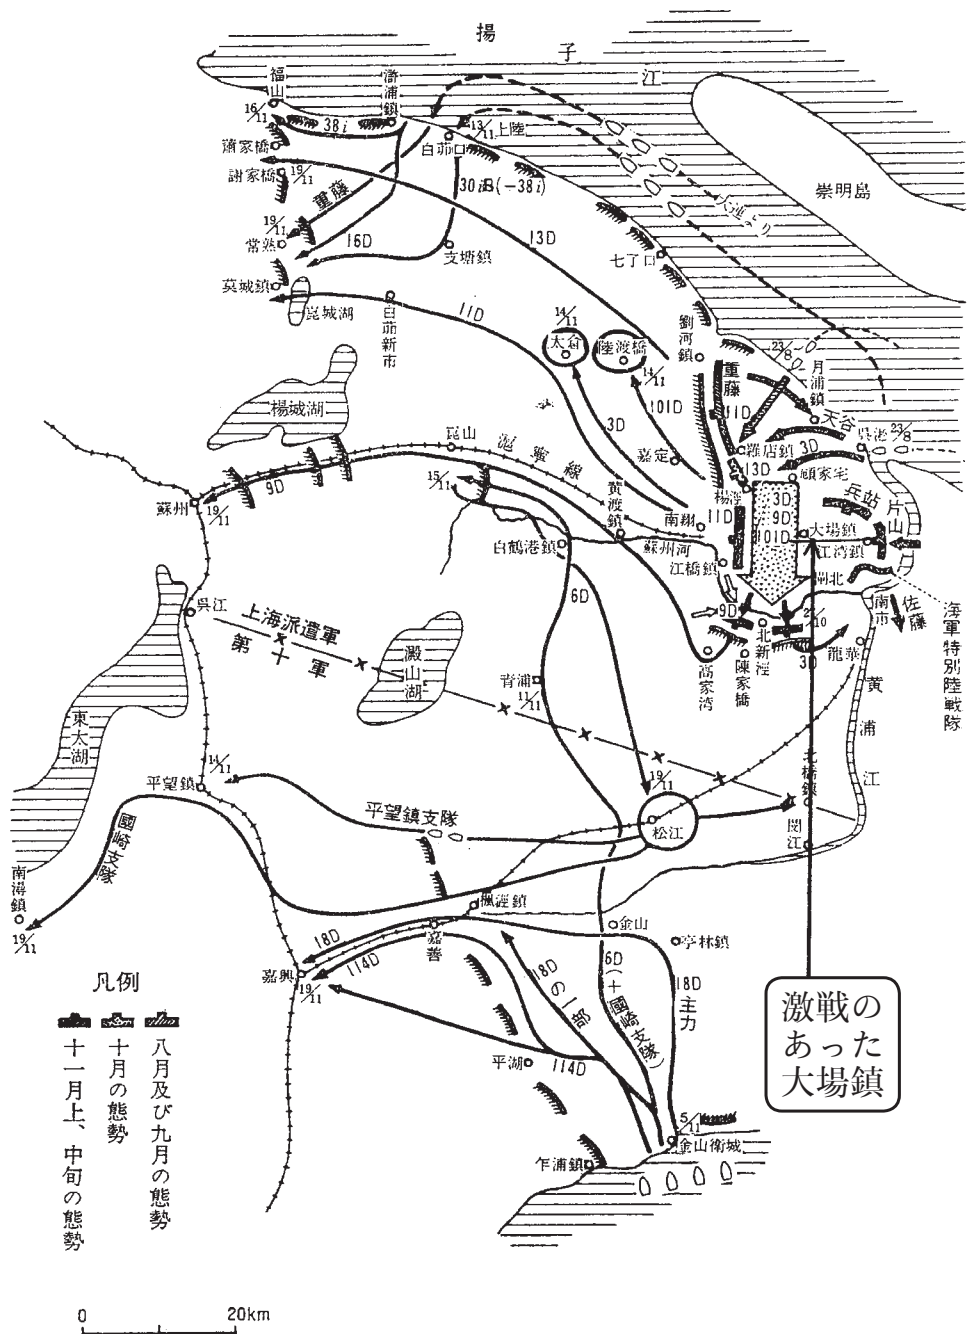 揚子江
福山
16/11
滸浦鎮
38i
13/11上陸
白茆口
謝家橋
19/11
重藤
30iB(-38i)
大連より
崇明島
19/11
常熟
16D
支塘鎮
13D
七了口
莫城鎮
昆城湖
白茆新市
11D
14/11
太倉
陸渡橋
14/11
劉河鎮
23/8
月浦鎮
重藤
11D
天谷
呉淞
23/8
楊城湖
崑山
滬寧線
3D
101D
嘉定
羅店鎮
3D
13D
顧家宅
9D
蘇州
19/11
15/11
黄渡鎮
南翔
11D
楊涇
3D
9D
101D
兵站
片山
大場鎮
江湾鎮
白鶴港鎮
蘇州河
江橋鎮
閘北
呉江
6D
9D
北新涇
南市
佐藤
海軍特別陸戦隊
上海派遣軍
第十軍
澱山湖
青浦
11/11
高家湾
陳家橋
3D
龍華
黄浦江
東太湖
14/11
平望鎮
平望鎮支隊
19/11
松江
北橋鎮
閔江
國崎支隊
南潯鎮
19/11
楓涇鎮
金山
亭林鎮
18D
嘉善
114D
嘉興
19/11
18Dの一部
6D(+國崎支隊)
18D主力
平湖
114D
5/11
金山衛城
乍浦鎮
激戦の
あった
大場鎮
凡例
八月及び九月の態勢
十月の態勢
十一月上、中旬の態勢
0 20km